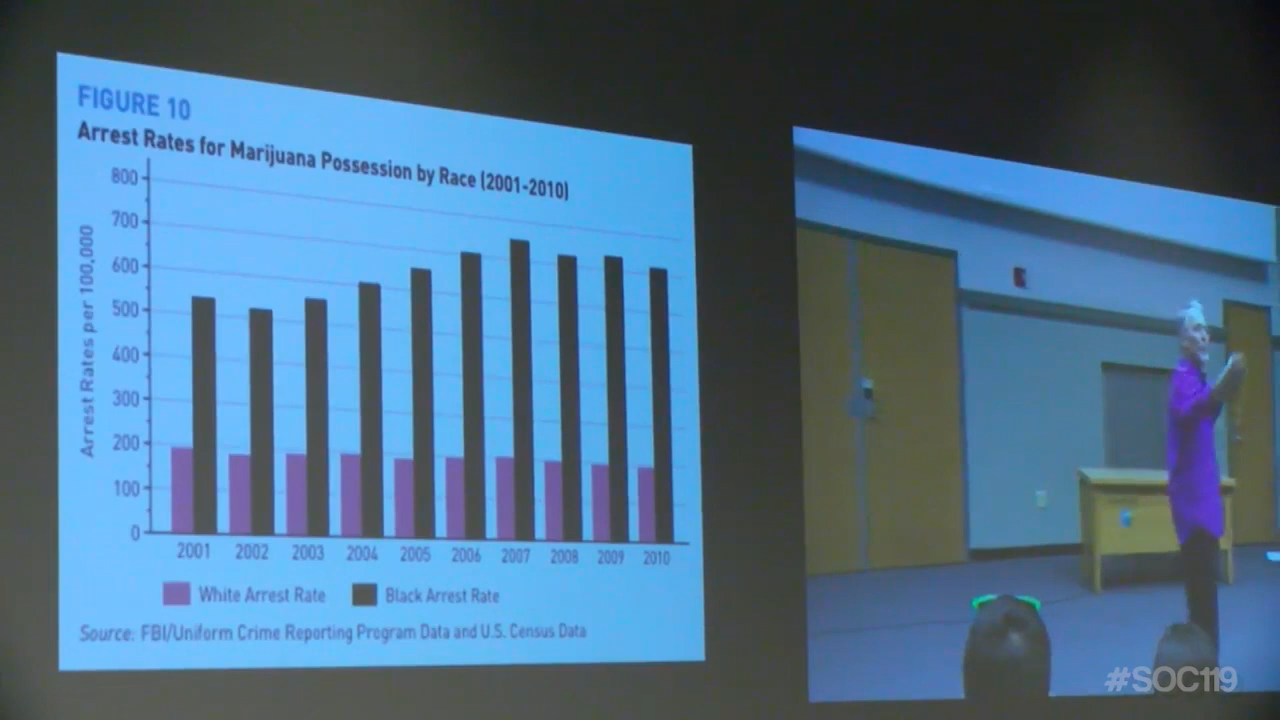 FIGURE 10
Arrest Rates for Marijuana Possession by Race (2001-2010)
Arrest Rates per 100,000
800
700
600
500
400
300
200
100
0
2001 2002 2003 2004 2005 2006 2007 2008 2009 2010
White Arrest Rate Black Arrest Rate
Source: FBI/Uniform Crime Reporting Program Data and U.S. Census Data
#SOC119